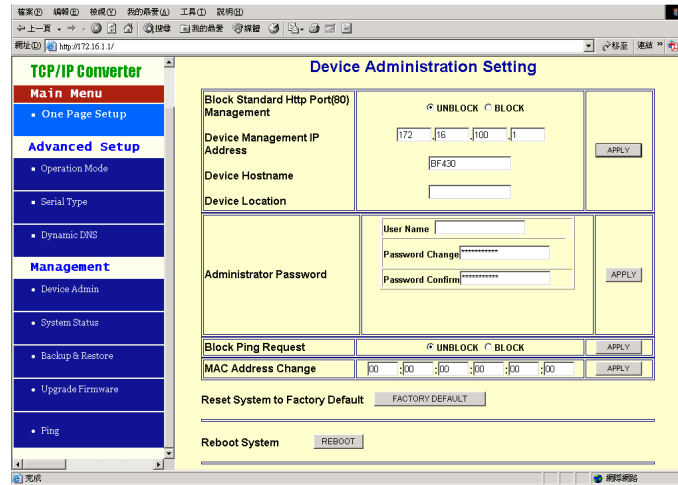 檔案(F) 編輯(E) 檢視(V) 我的最愛(A) 工具(T) 說明(H)
上一頁 搜尋 我的最愛 媒體
網址(D) http://172.16.1.1/ 移至 連結 »
TCP/IP Converter
Main Menu
One Page Setup
Advanced Setup
Operation Mode
Serial Type
Dynamic DNS
Management
Device Admin
System Status
Backup & Restore
Upgrade Firmware
Ping
Device Administration Setting
Block Standard Http Port(80) Management
UNBLOCK BLOCK
Device Management IP Address
172 . 16 . 100 . 1
APPLY
Device Hostname
BF430
Device Location
Administrator Password
User Name
Password Change ***********
Password Confirm ***********
APPLY
Block Ping Request UNBLOCK BLOCK APPLY
MAC Address Change 00 :00 :00 :00 :00 :00 APPLY
Reset System to Factory Default FACTORY DEFAULT
Reboot System REBOOT
完成 網際網路